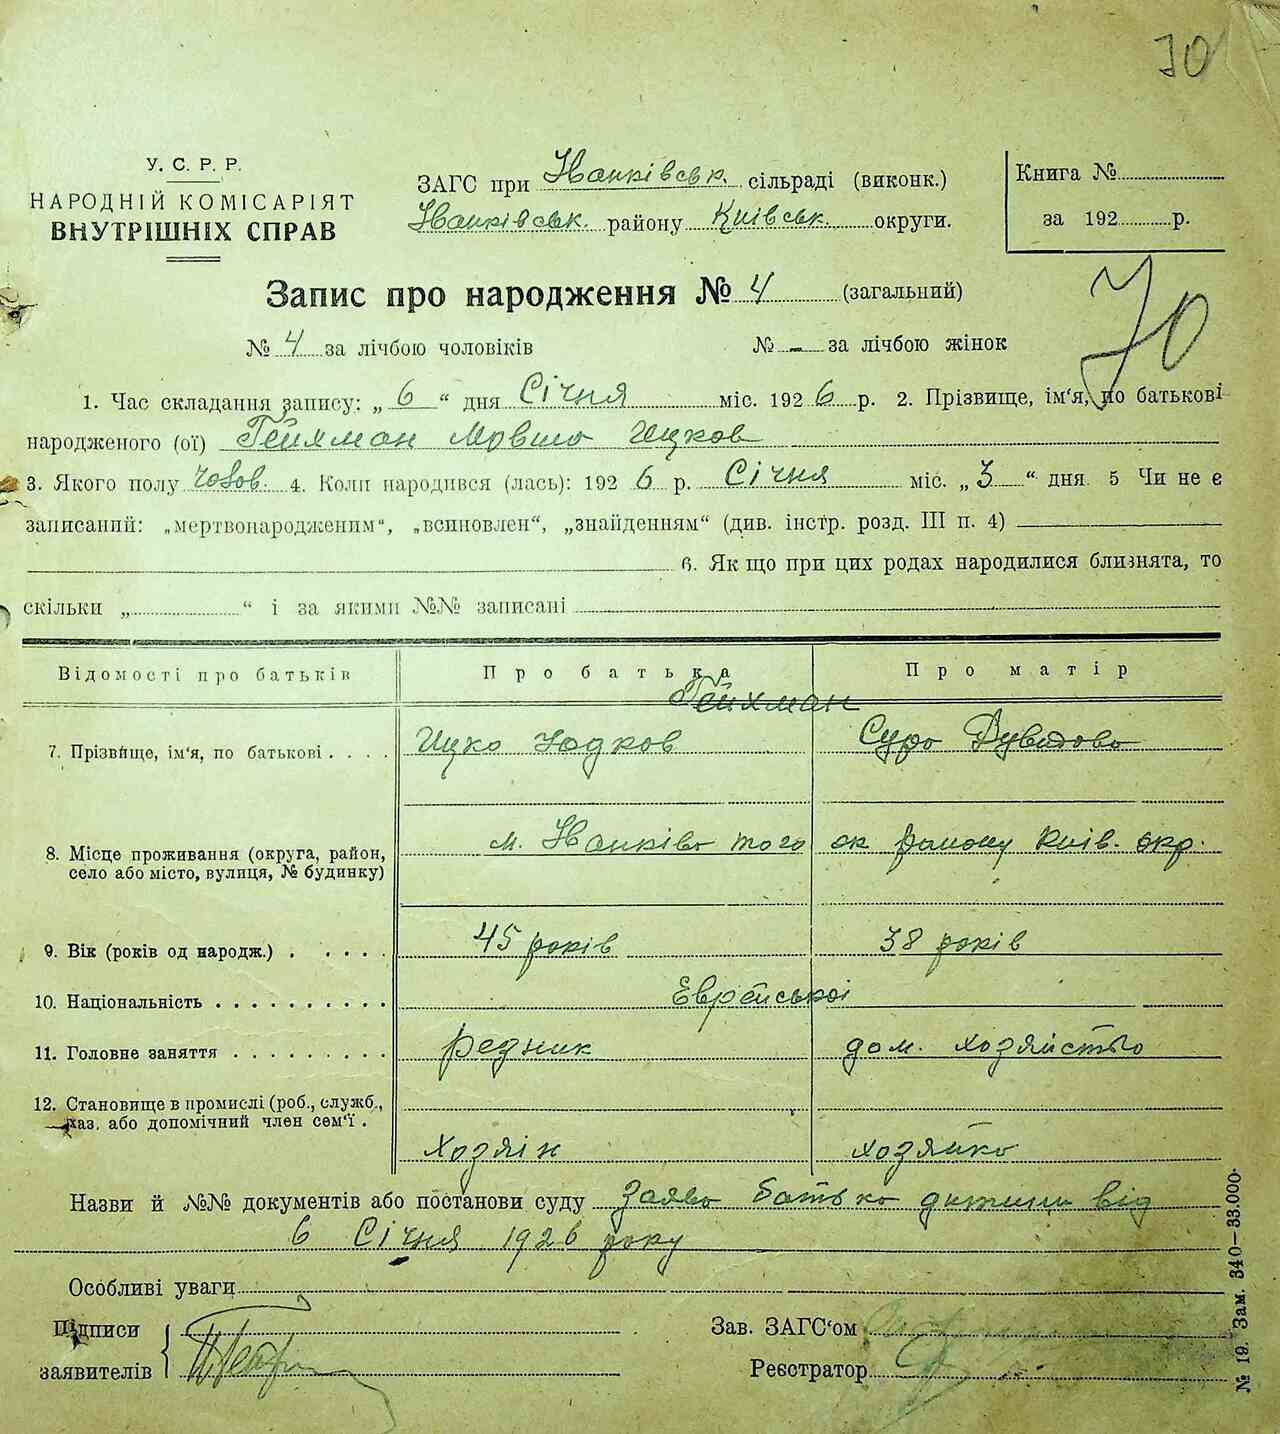 70
У. С. Р. Р.
НАРОДНІЙ КОМІСАРІЯТ
ВНУТРІШНІХ СПРАВ
ЗАГС при Іванківськ. сільраді (виконк.)
Іванківськ. району Київськ. округи.
Книга №
за 192 р.
Запис про народження № 4 (загальний)
70
№ 4 за лічбою чоловіків № - за лічбою жінок
1. Час складання запису: „ 6 “ дня Січня міс. 1926 р. 2. Прізвище, ім'я, по батькові
народженого (ої) Гейхман Мовша Ицков
3. Якого полу чолов. 4. Коли народився (лась): 1926 р. Січня міс. „ 3 “ дня 5 Чи не є
записаний: „мертвонародженим“, „всиновлен“, „знайденням“ (див. інстр. розд. III п. 4)
6. Як що при цих родах народилися близнята, то
скільки „ “ і за якими №№ записані
Відомості про батьків Про батька Про матір
Гейхман
7. Прізвище, ім'я, по батькові . . . . Ицко Юдков Сура Дувидова
8. Місце проживання (округа, район, м. Іванків того ж району Київ. окр.
село або місто, вулиця, № будинку)
9. Вік (років од народж.) . . . . . 45 років 38 років
10. Національність . . . . . . . . . . Еврейської
11. Головне заняття . . . . . . . . . резник дом. хозяйство
12. Становище в промислі (роб., служб.,
хаз. або допомічний член сем'ї . Хозяїн хозяйка
Назви й №№ документів або постанови суду Заява батька дитини від
6 Січня 1926 року
Особливі уваги
Підписи
заявителів
Зав. ЗАГС'ом
Реєстратор
№ 19. Зам. 340—33.000.